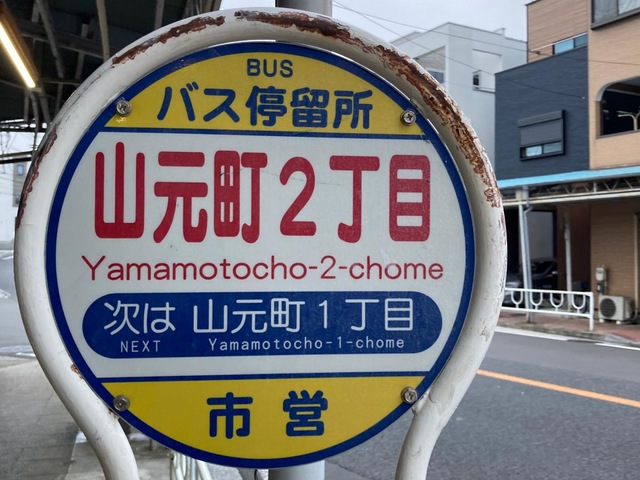 BUS
バス停留所
山元町2丁目
Yamamotocho-2-chome
次は 山元町1丁目
NEXT Yamamotocho-1-chome
市営